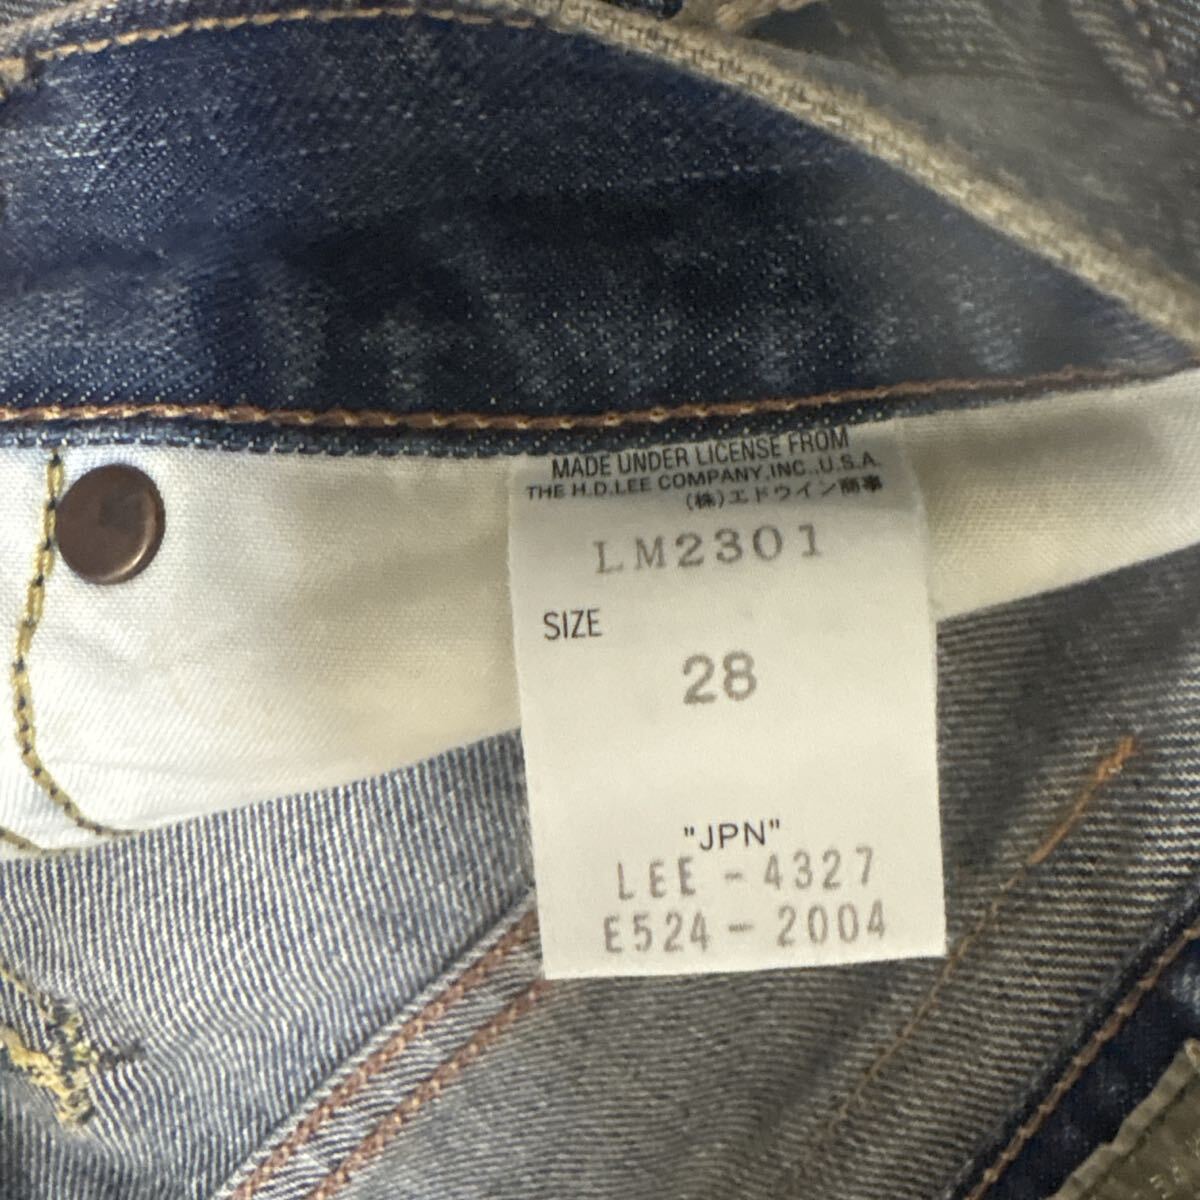 MADE UNDER LICENSE FROM
THE H.D.LEE COMPANY,INC.,U.S.A.
(株)エドウイン商事
LM2301
SIZE
28
"JPN"
LEE-4327
E524-2004